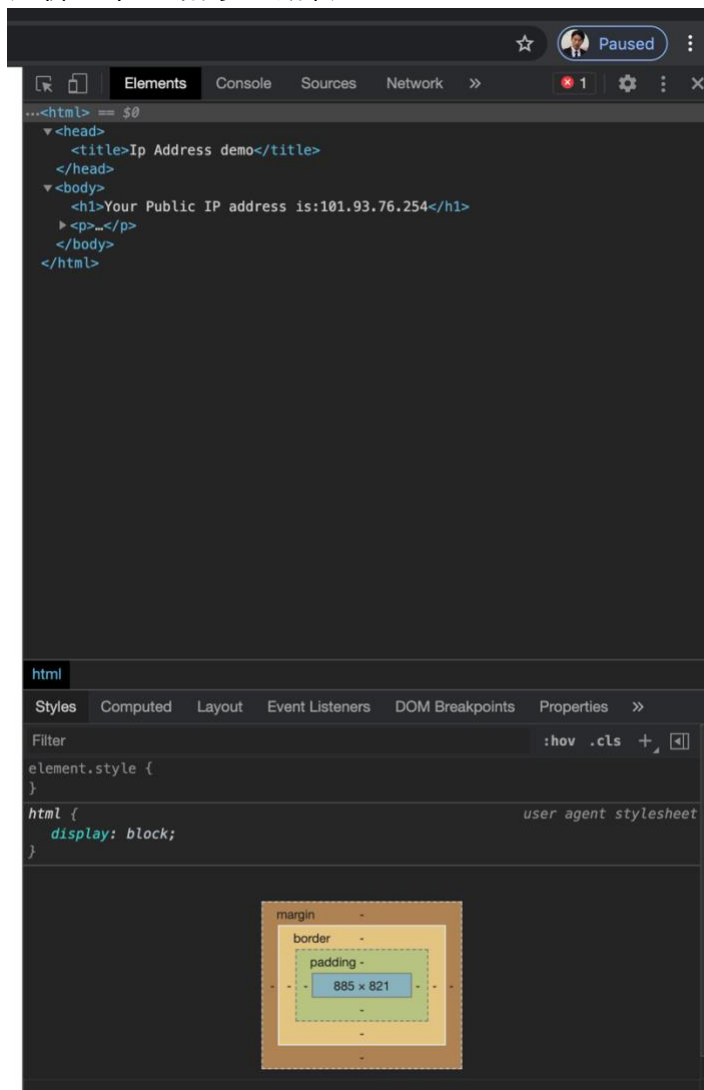 Paused
Elements Console Sources Network » 1
...<html> == $0
<head>
<title>Ip Address demo</title>
</head>
<body>
<h1>Your Public IP address is:101.93.76.254</h1>
<p>…</p>
</body>
</html>
html
Styles Computed Layout Event Listeners DOM Breakpoints Properties »
Filter :hov .cls +
element.style {
}
html { user agent stylesheet
display: block;
}
margin -
border -
padding -
- - - 885 × 821 - - -
-
-
-